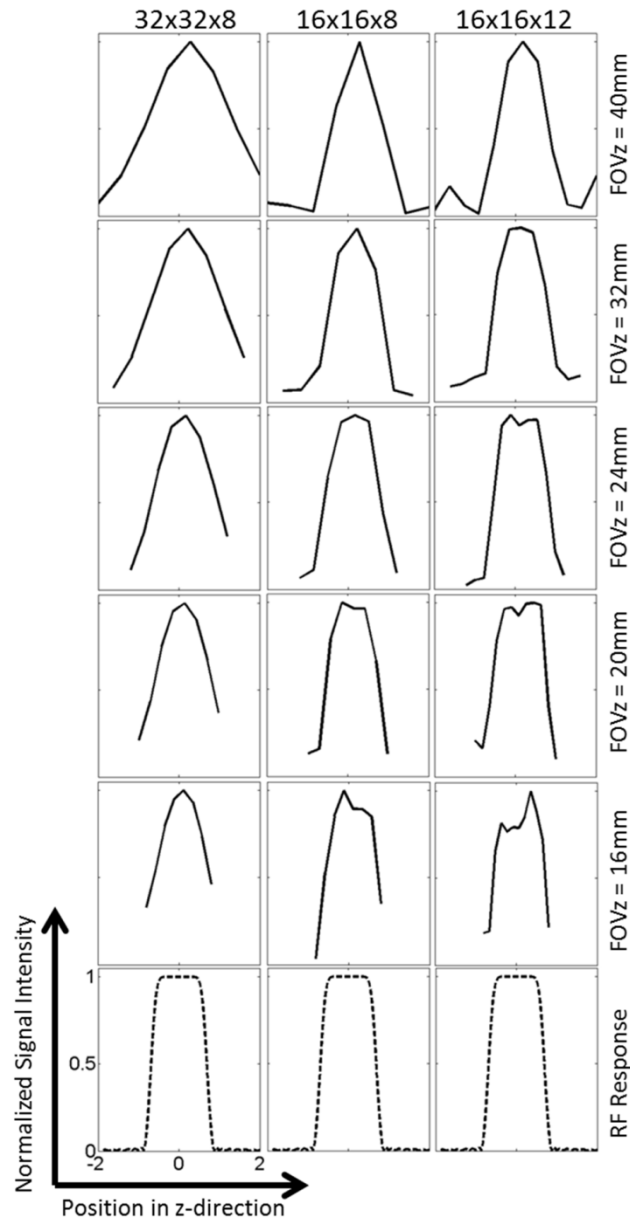 32x32x8
16x16x8
16x16x12
FOVz = 40mm
FOVz = 32mm
FOVz = 24mm
FOVz = 20mm
FOVz = 16mm
RF Response
Normalized Signal Intensity
1
0.5
0
-2
0
2
Position in z-direction